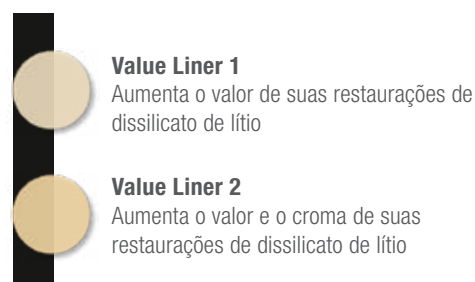 Value Liner 1
Aumenta o valor de suas restaurações de
dissilicato de lítio
Value Liner 2
Aumenta o valor e o croma de suas
restaurações de dissilicato de lítio